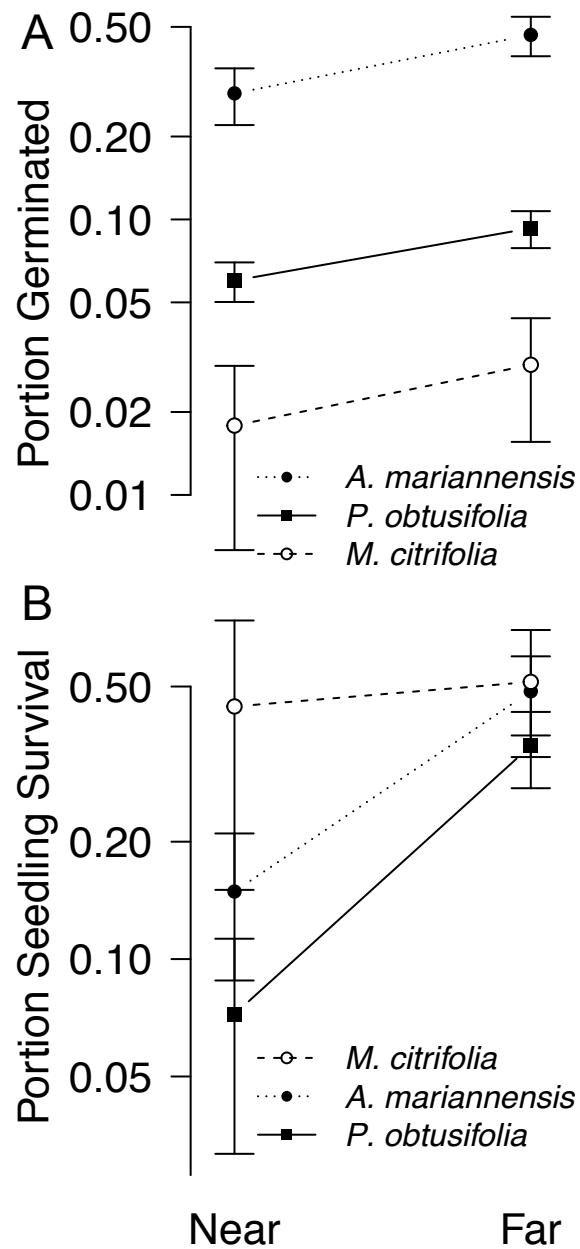 A
Portion Germinated
0.50
0.20
0.10
0.05
0.02
0.01
A. mariannensis
P. obtusifolia
M. citrifolia
B
Portion Seedling Survival
0.50
0.20
0.10
0.05
M. citrifolia
A. mariannensis
P. obtusifolia
Near Far